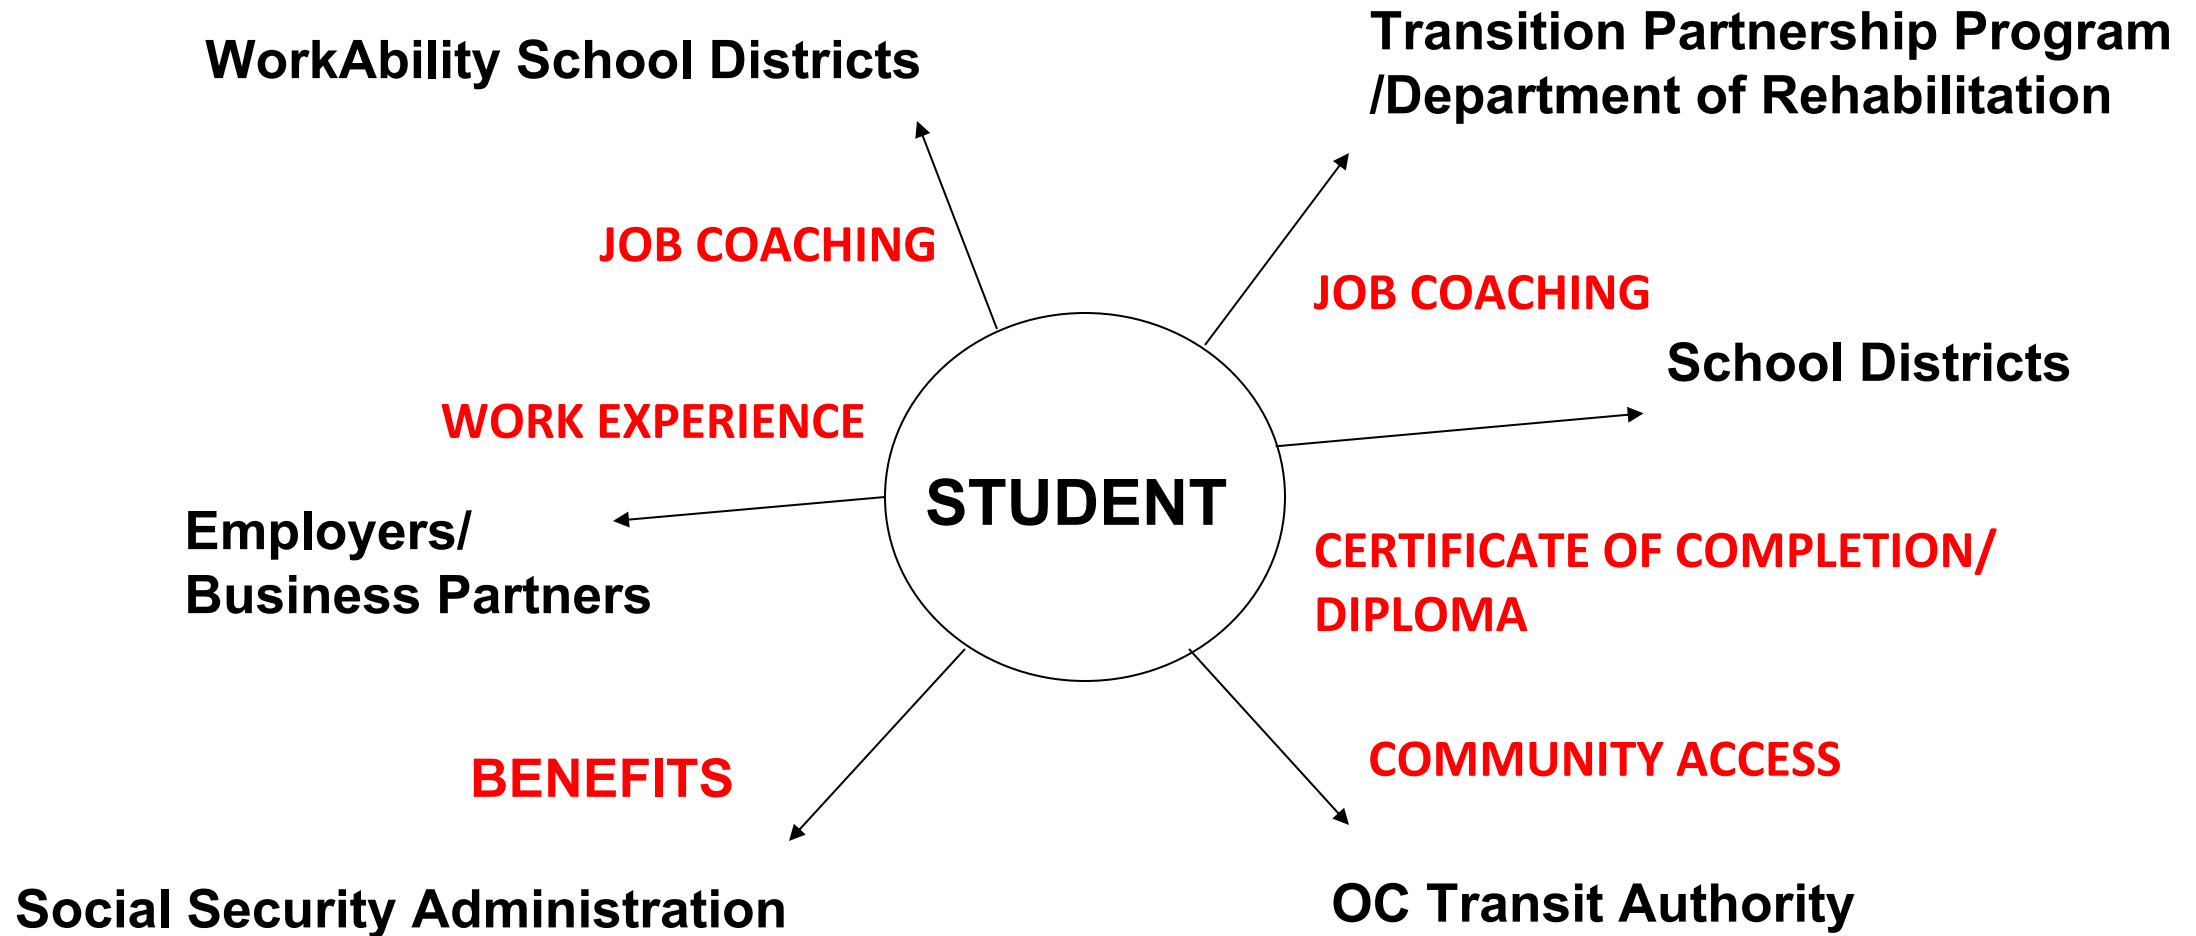 WorkAbility School Districts
Transition Partnership Program
/Department of Rehabilitation
JOB COACHING
JOB COACHING
School Districts
WORK EXPERIENCE
STUDENT
Employers/
Business Partners
CERTIFICATE OF COMPLETION/
DIPLOMA
BENEFITS
COMMUNITY ACCESS
Social Security Administration
OC Transit Authority